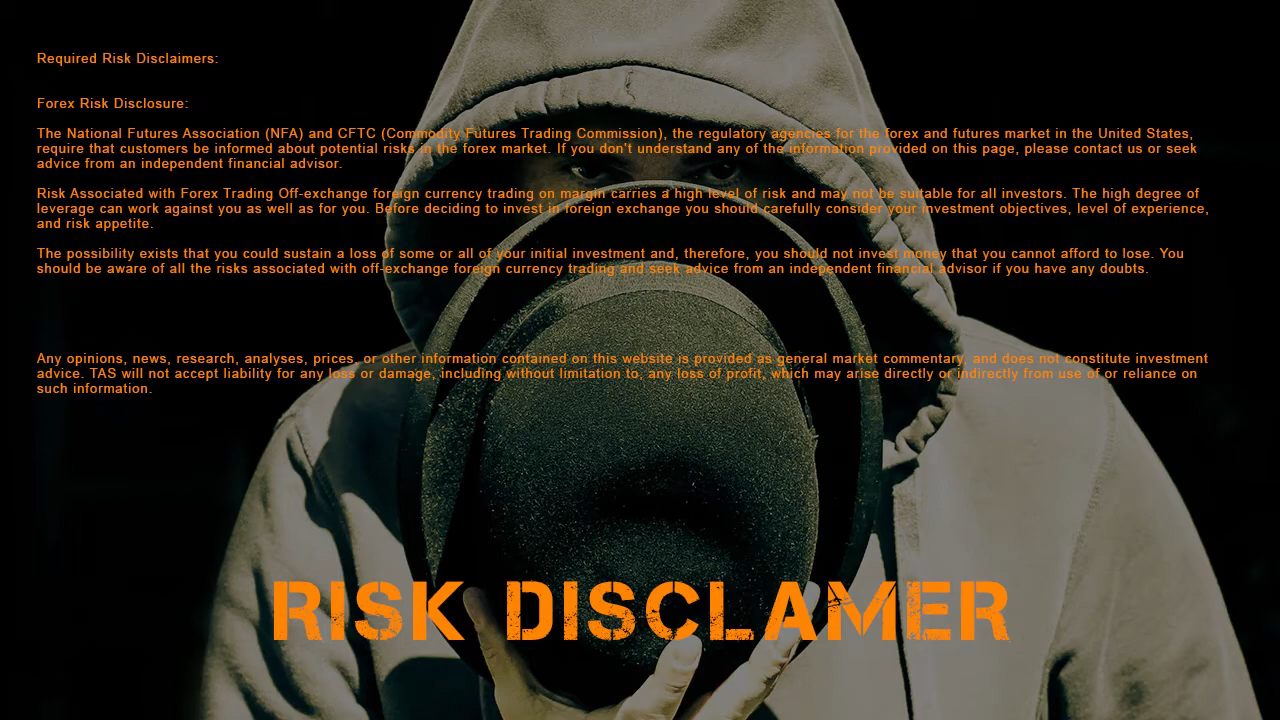 Required Risk Disclaimers:
Forex Risk Disclosure:
The National Futures Association (NFA) and CFTC (Commodity Futures Trading Commission), the regulatory agencies for the forex and futures market in the United States,
require that customers be informed about potential risks in the forex market. If you don't understand any of the information provided on this page, please contact us or seek
advice from an independent financial advisor.
Risk Associated with Forex Trading Off-exchange foreign currency trading on margin carries a high level of risk and may not be suitable for all investors. The high degree of
leverage can work against you as well as for you. Before deciding to invest in foreign exchange you should carefully consider your investment objectives, level of experience,
and risk appetite.
The possibility exists that you could sustain a loss of some or all of your initial investment and, therefore, you should not invest money that you cannot afford to lose. You
should be aware of all the risks associated with off-exchange foreign currency trading and seek advice from an independent financial advisor if you have any doubts.
Any opinions, news, research, analyses, prices, or other information contained on this website is provided as general market commentary, and does not constitute investment
advice. TAS will not accept liability for any loss or damage, including without limitation to, any loss of profit, which may arise directly or indirectly from use of or reliance on
such information.
RISK DISCLAMER